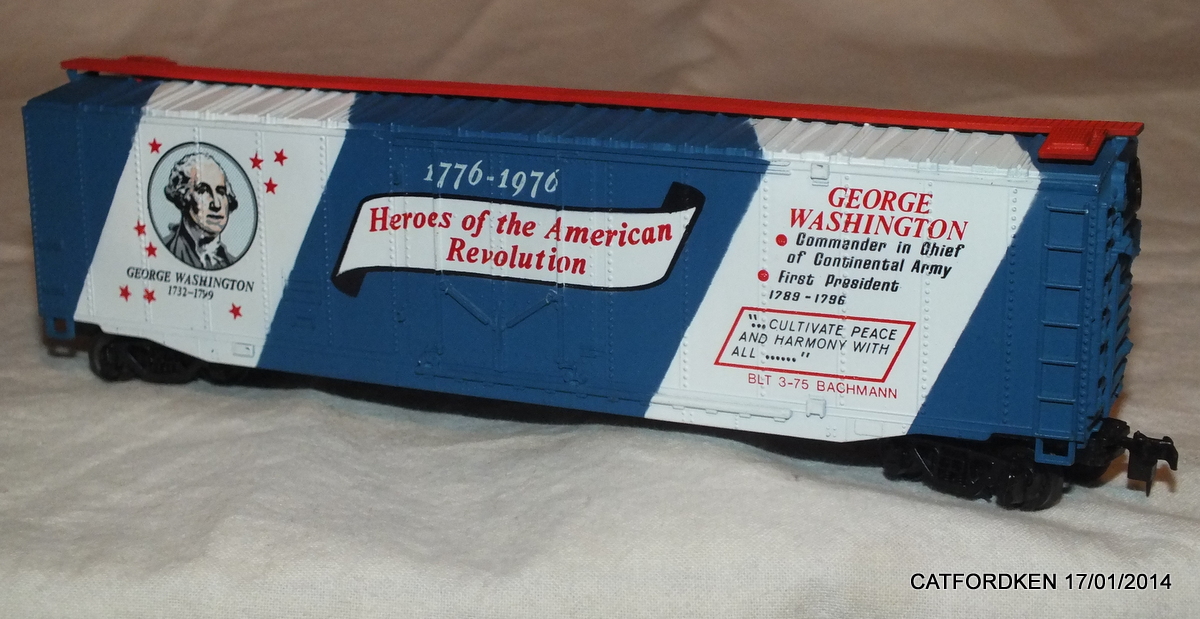 GEORGE WASHINGTON
1732-1799
1776-1976
Heroes of the American
Revolution
GEORGE
WASHINGTON
Commander in Chief
of Continental Army
First President
1789-1796
"...CULTIVATE PEACE
AND HARMONY WITH
ALL ......"
BLT 3-75 BACHMANN
CATFORDKEN 17/01/2014